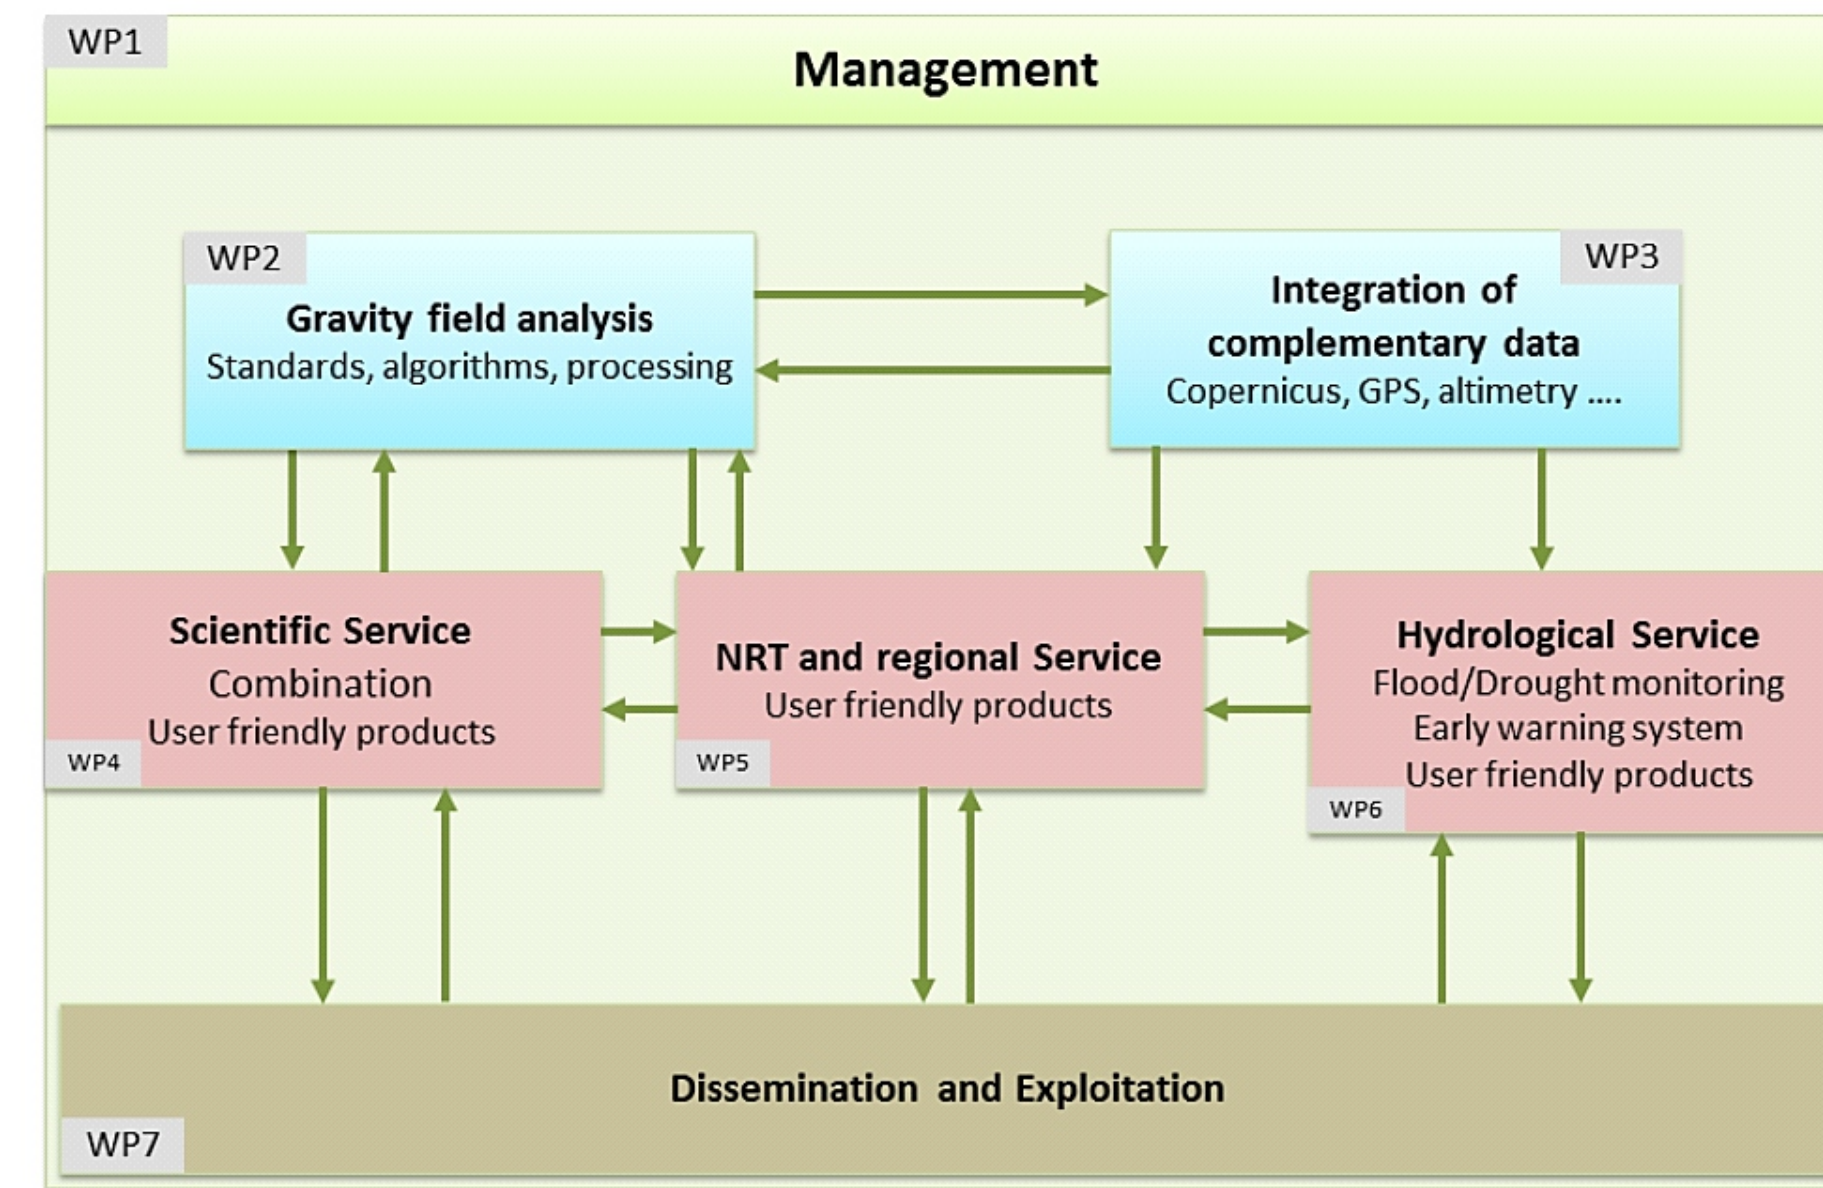 WP1
Management
WP2
Gravity field analysis
Standards, algorithms, processing
WP3
Integration of
complementary data
Copernicus, GPS, altimetry ....
Scientific Service
Combination
User friendly products
WP4
NRT and regional Service
User friendly products
WP5
Hydrological Service
Flood/Drought monitoring
Early warning system
User friendly products
WP6
Dissemination and Exploitation
WP7